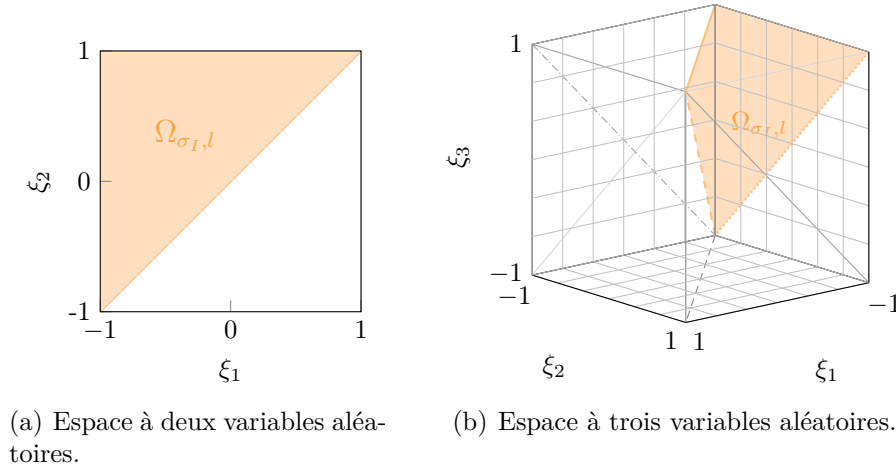 1
0
-1
ξ₂
Ω_{σ_I,l}
−1
0
1
ξ₁
1
−1
ξ₃
Ω_{σ_I,l}
−1
1
ξ₂
1
−1
ξ₁
(a) Espace à deux variables aléa-
toires.
(b) Espace à trois variables aléatoires.